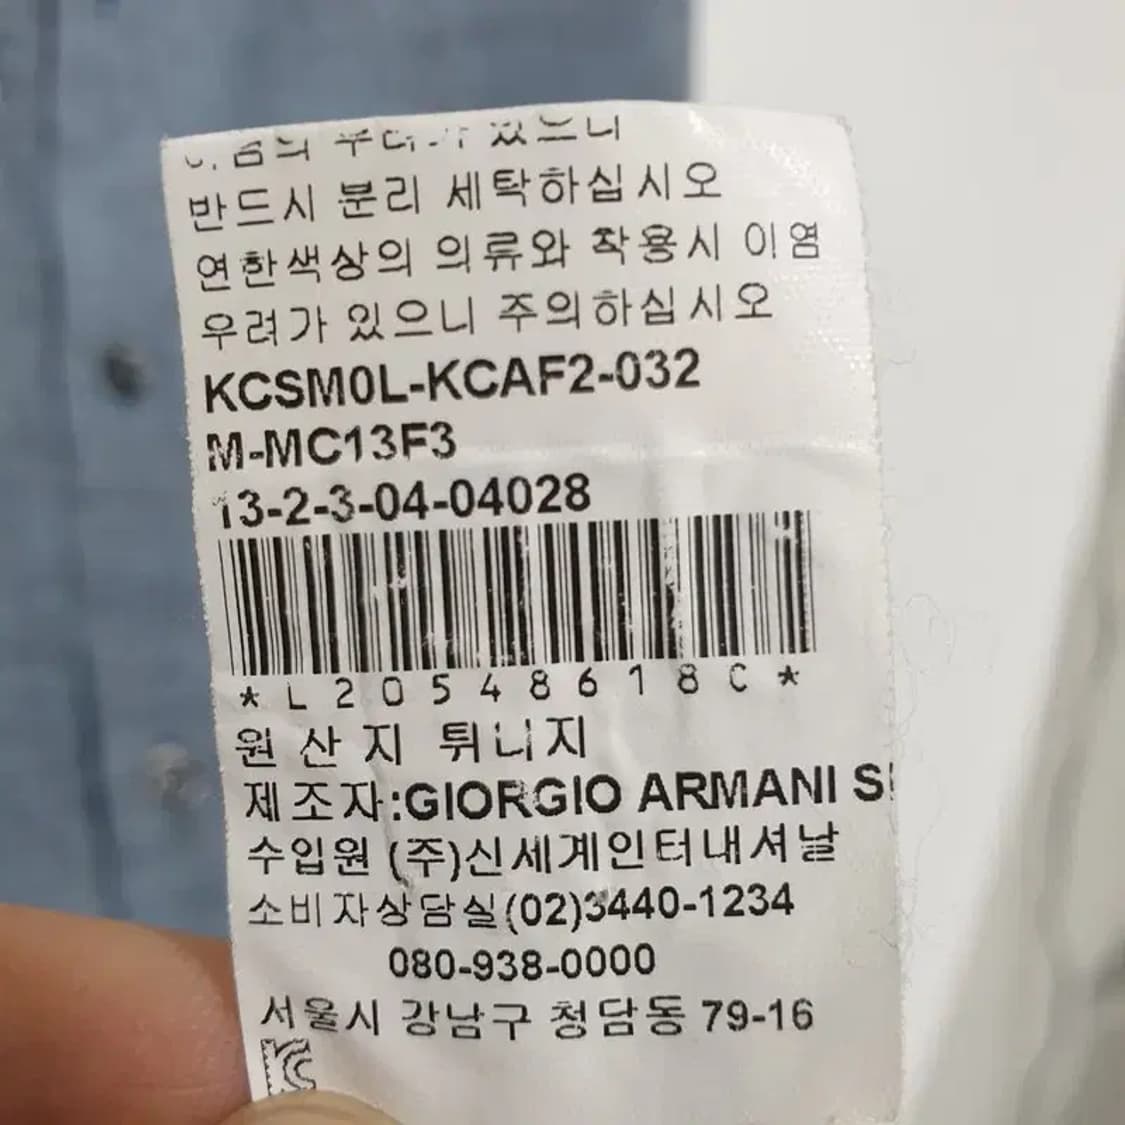 있으니
반드시 분리 세탁하십시오
연한색상의 의류와 착용시 이염
우려가 있으니 주의하십시오
KCSM0L-KCAF2-032
M-MC13F3
13-2-3-04-04028
*L20548618C*
원산지 튀니지
제조자:GIORGIO ARMANI
수입원 (주)신세계인터내셔날
소비자상담실(02)3440-1234
080-938-0000
서울시 강남구 청담동 79-16
KC